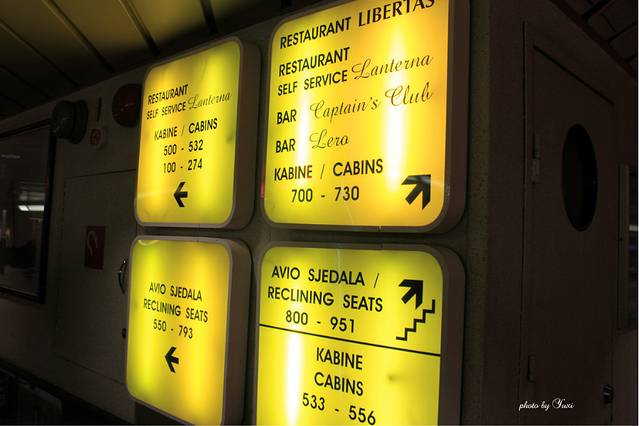 RESTAURANT
SELF SERVICE Lanterna
KABINE / CABINS
500 - 532
100 - 274
RESTAURANT LIBERTAS
RESTAURANT
SELF SERVICE Lanterna
BAR Captain's Club
BAR Lero
KABINE / CABINS
700 - 730
AVIO SJEDALA
RECLINING SEATS
550 - 793
AVIO SJEDALA /
RECLINING SEATS
800 - 951
KABINE
CABINS
533 - 556
photo by Yuxi